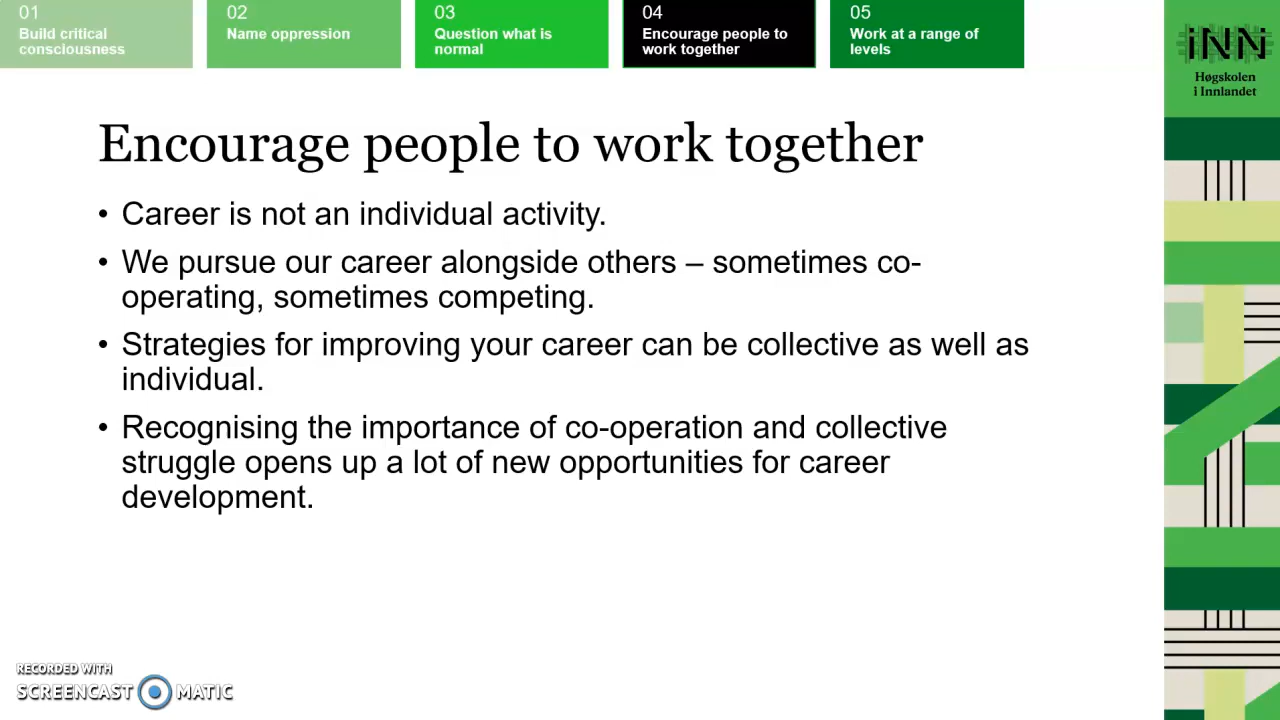 01
Build critical
consciousness
02
Name oppression
03
Question what is
normal
04
Encourage people to
work together
05
Work at a range of
levels
iNN
Høgskolen
i Innlandet
Encourage people to work together
• Career is not an individual activity.
• We pursue our career alongside others – sometimes co-
operating, sometimes competing.
• Strategies for improving your career can be collective as well as
individual.
• Recognising the importance of co-operation and collective
struggle opens up a lot of new opportunities for career
development.
RECORDED WITH
SCREENCAST MATIC